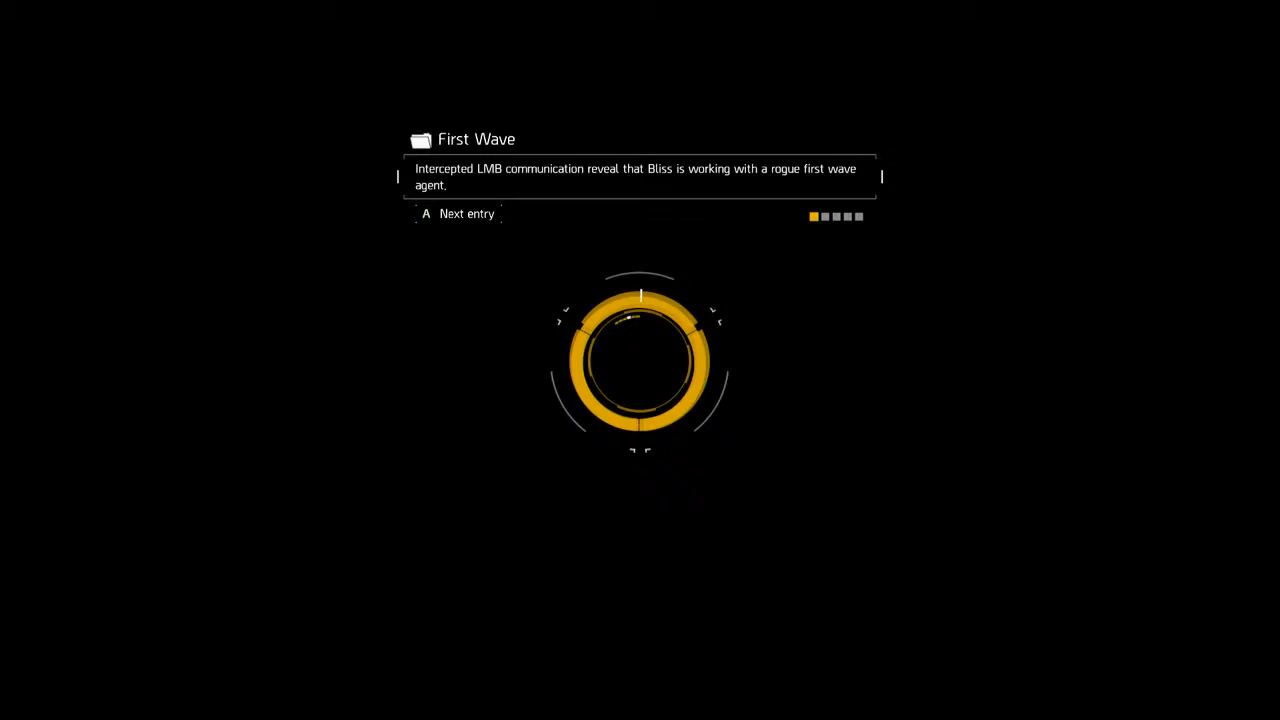 First Wave
Intercepted LMB communication reveal that Bliss is working with a rogue first wave
agent.
A Next entry